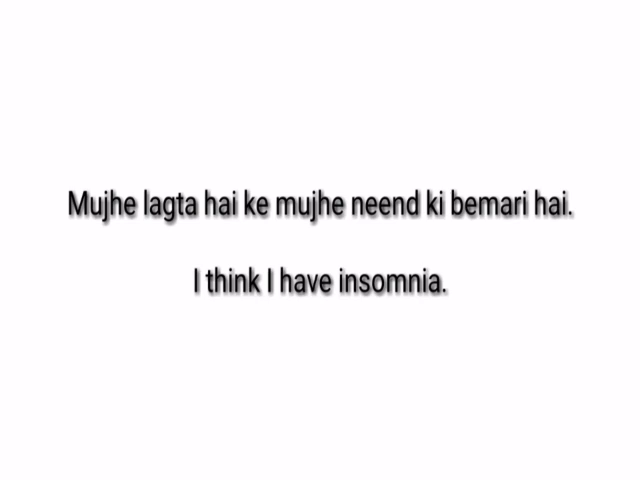 Mujhe lagta hai ke mujhe neend ki bemari hai.
I think I have insomnia.